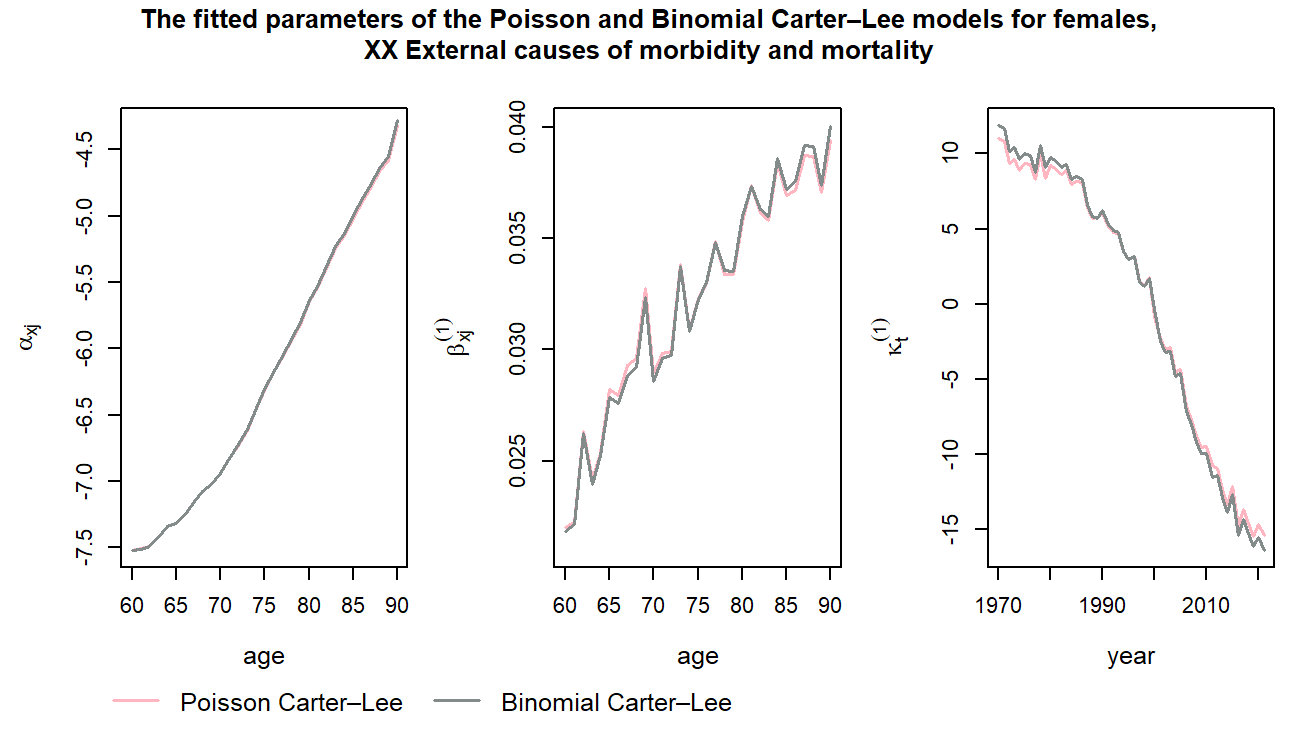 The fitted parameters of the Poisson and Binomial Carter–Lee models for females,
XX External causes of morbidity and mortality
αxj
-4.5
-5.0
-5.5
-6.0
-6.5
-7.0
-7.5
60 65 70 75 80 85 90
age
βxj(1)
0.040
0.035
0.030
0.025
60 65 70 75 80 85 90
age
κt(1)
10
5
0
-5
-10
-15
1970 1990 2010
year
Poisson Carter–Lee Binomial Carter–Lee